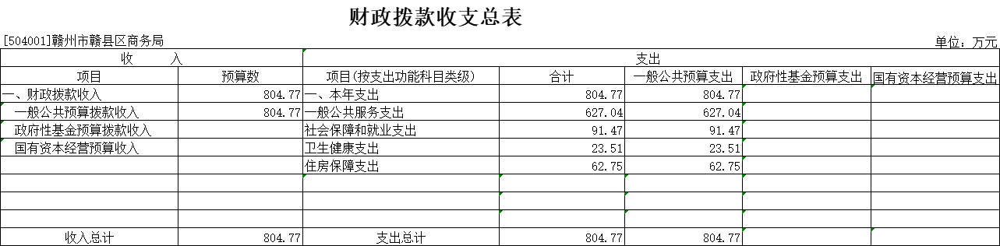 财政拨款收支总表
[504001]赣州市赣县区商务局 单位：万元
收 入 支出
项目 预算数 项目(按支出功能科目类级) 合计 一般公共预算支出 政府性基金预算支出 国有资本经营预算支出
一、财政拨款收入 804.77 一、本年支出 804.77 804.77
一般公共预算拨款收入 804.77 一般公共服务支出 627.04 627.04
政府性基金预算拨款收入 社会保障和就业支出 91.47 91.47
国有资本经营预算收入 卫生健康支出 23.51 23.51
住房保障支出 62.75 62.75
收入总计 804.77 支出总计 804.77 804.77